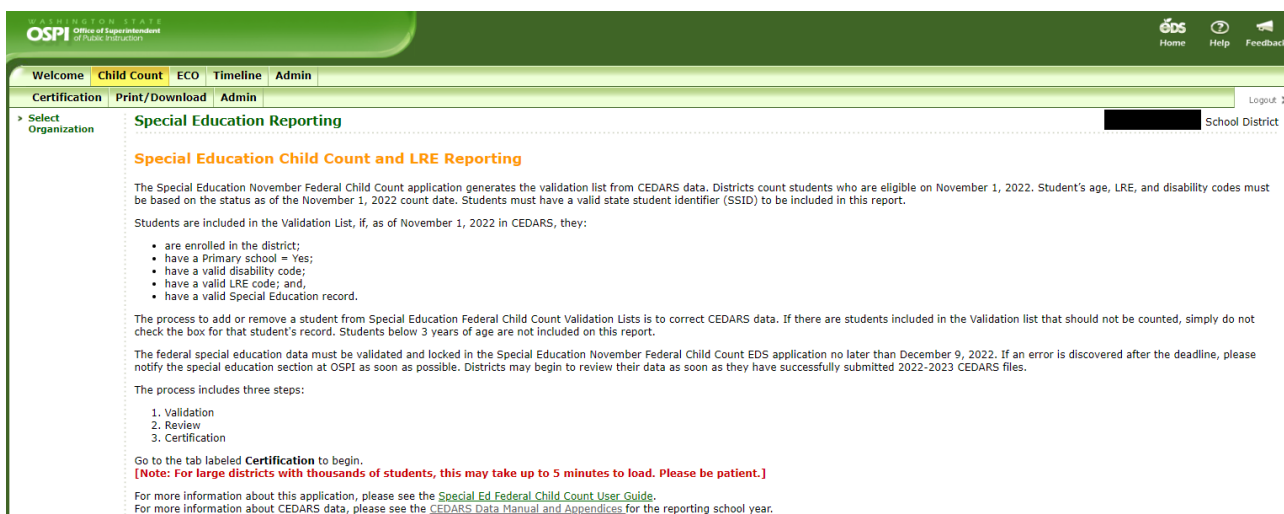 WASHINGTON STATE
OSPI Office of Superintendent
of Public Instruction
eDS
Home Help Feedback
Welcome Child Count ECO Timeline Admin
Certification Print/Download Admin
Logout
> Select
Organization
Special Education Reporting
School District
Special Education Child Count and LRE Reporting
The Special Education November Federal Child Count application generates the validation list from CEDARS data. Districts count students who are eligible on November 1, 2022. Student's age, LRE, and disability codes must
be based on the status as of the November 1, 2022 count date. Students must have a valid state student identifier (SSID) to be included in this report.
Students are included in the Validation List, if, as of November 1, 2022 in CEDARS, they:
• are enrolled in the district;
• have a Primary school = Yes;
• have a valid disability code;
• have a valid LRE code; and,
• have a valid Special Education record.
The process to add or remove a student from Special Education Federal Child Count Validation Lists is to correct CEDARS data. If there are students included in the Validation list that should not be counted, simply do not
check the box for that student's record. Students below 3 years of age are not included on this report.
The federal special education data must be validated and locked in the Special Education November Federal Child Count EDS application no later than December 9, 2022. If an error is discovered after the deadline, please
notify the special education section at OSPI as soon as possible. Districts may begin to review their data as soon as they have successfully submitted 2022-2023 CEDARS files.
The process includes three steps:
1. Validation
2. Review
3. Certification
Go to the tab labeled Certification to begin.
[Note: For large districts with thousands of students, this may take up to 5 minutes to load. Please be patient.]
For more information about this application, please see the Special Ed Federal Child Count User Guide.
For more information about CEDARS data, please see the CEDARS Data Manual and Appendices for the reporting school year.